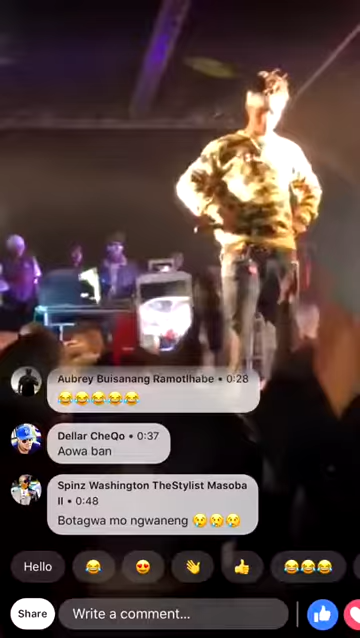 Aubrey Buisanang Ramotlhabe • 0:28
😂😂😂😂😂
Dellar CheQo • 0:37
Aowa ban
Spinz Washington TheStylist Masoba
II • 0:48
Botagwa mo ngwaneng 😢😢😢
Hello 😂 😍 👋 👍 😂😂😂
Share Write a comment...